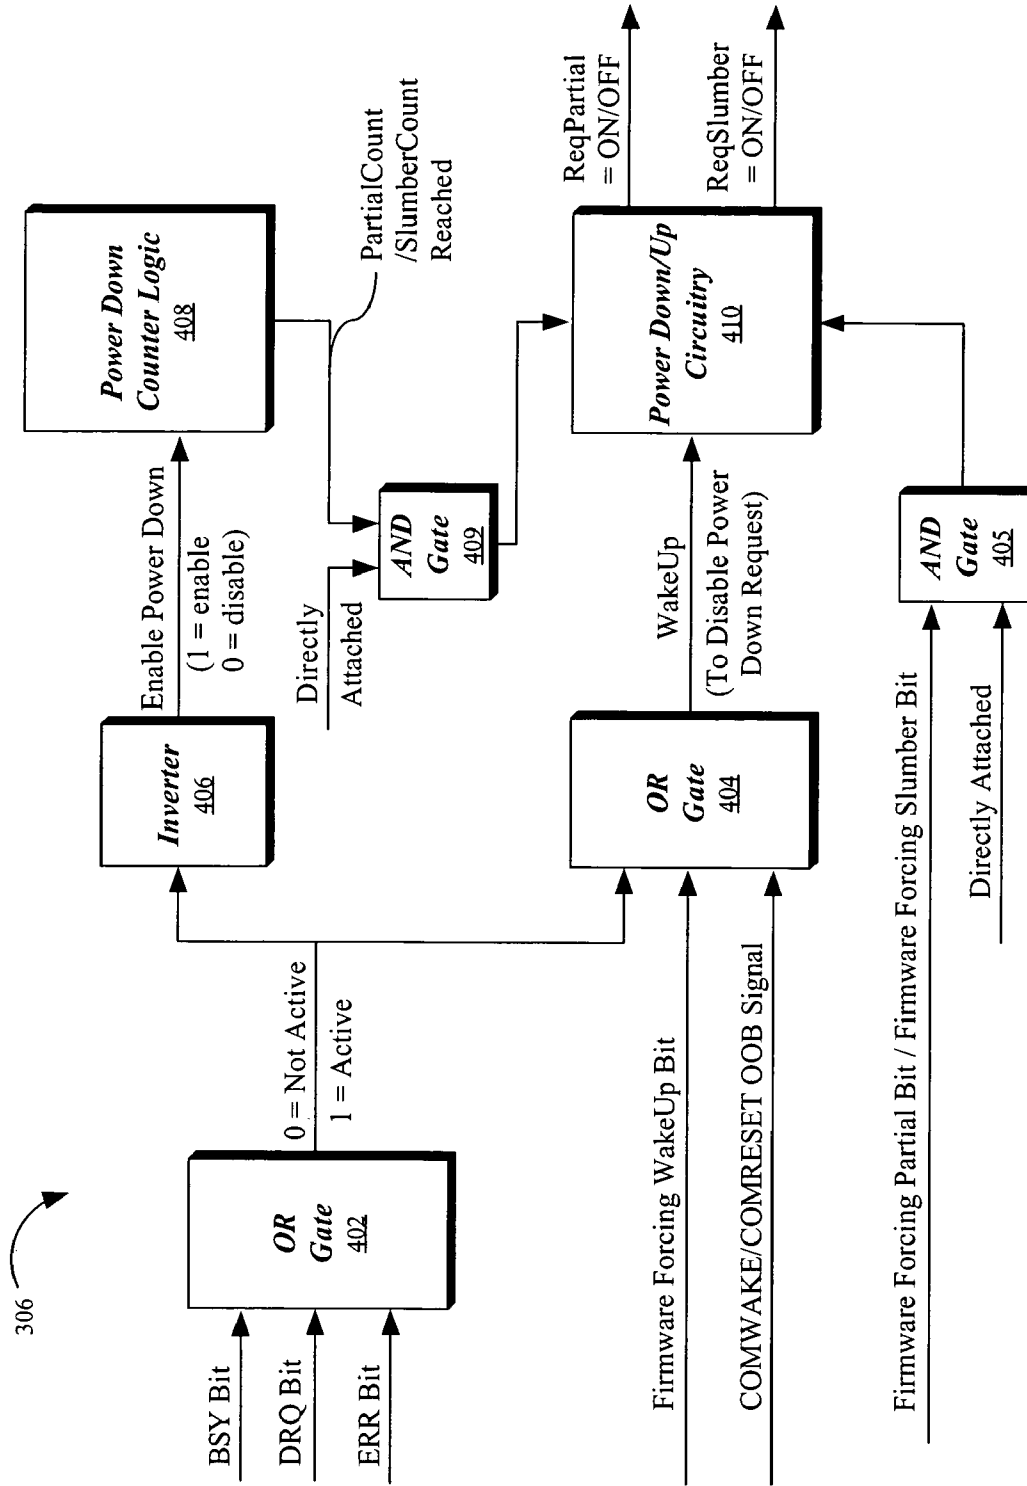 306
BSY Bit
DRQ Bit
ERR Bit
OR
Gate
402
0 = Not Active
1 = Active
Inverter
406
Enable Power Down
(1 = enable
0 = disable)
Power Down
Counter Logic
408
PartialCount
/SlumberCount
Reached
Directly
Attached
AND
Gate
409
Firmware Forcing WakeUp Bit
COMWAKE/COMRESET OOB Signal
OR
Gate
404
WakeUp
(To Disable Power
Down Request)
Power Down/Up
Circuitry
410
ReqPartial
= ON/OFF
ReqSlumber
= ON/OFF
Firmware Forcing Partial Bit / Firmware Forcing Slumber Bit
Directly Attached
AND
Gate
405